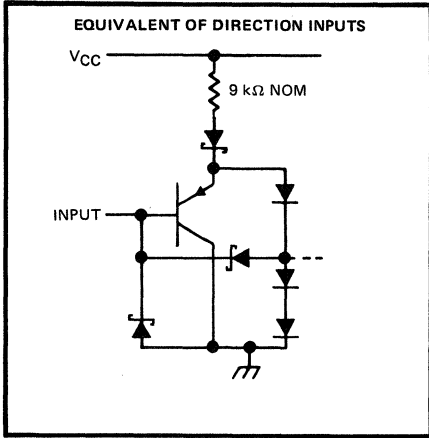 EQUIVALENT OF DIRECTION INPUTS
VCC
9 kΩ NOM
INPUT